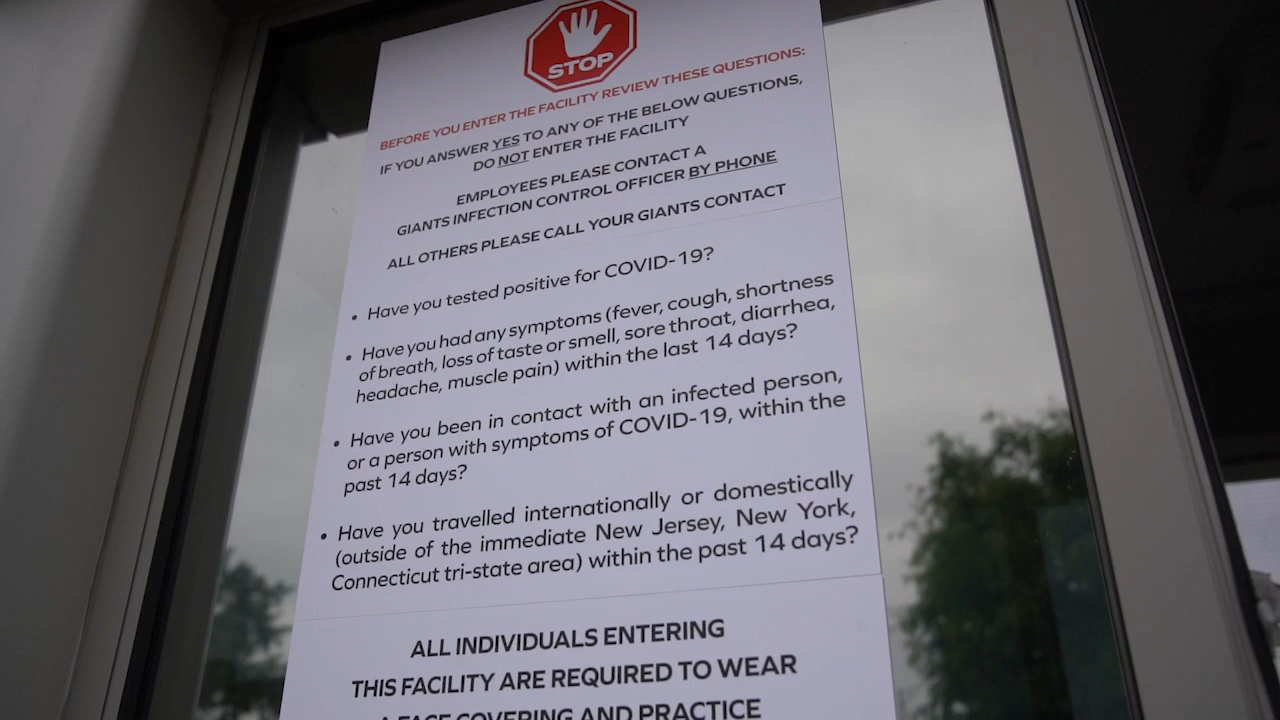 STOP
BEFORE YOU ENTER THE FACILITY REVIEW THESE QUESTIONS:
IF YOU ANSWER YES TO ANY OF THE BELOW QUESTIONS,
DO NOT ENTER THE FACILITY
EMPLOYEES PLEASE CONTACT A
GIANTS INFECTION CONTROL OFFICER BY PHONE
ALL OTHERS PLEASE CALL YOUR GIANTS CONTACT
• Have you tested positive for COVID-19?
• Have you had any symptoms (fever, cough, shortness
of breath, loss of taste or smell, sore throat, diarrhea,
headache, muscle pain) within the last 14 days?
• Have you been in contact with an infected person,
or a person with symptoms of COVID-19, within the
past 14 days?
• Have you travelled internationally or domestically
(outside of the immediate New Jersey, New York,
Connecticut tri-state area) within the past 14 days?
ALL INDIVIDUALS ENTERING
THIS FACILITY ARE REQUIRED TO WEAR
A FACE COVERING AND PRACTICE